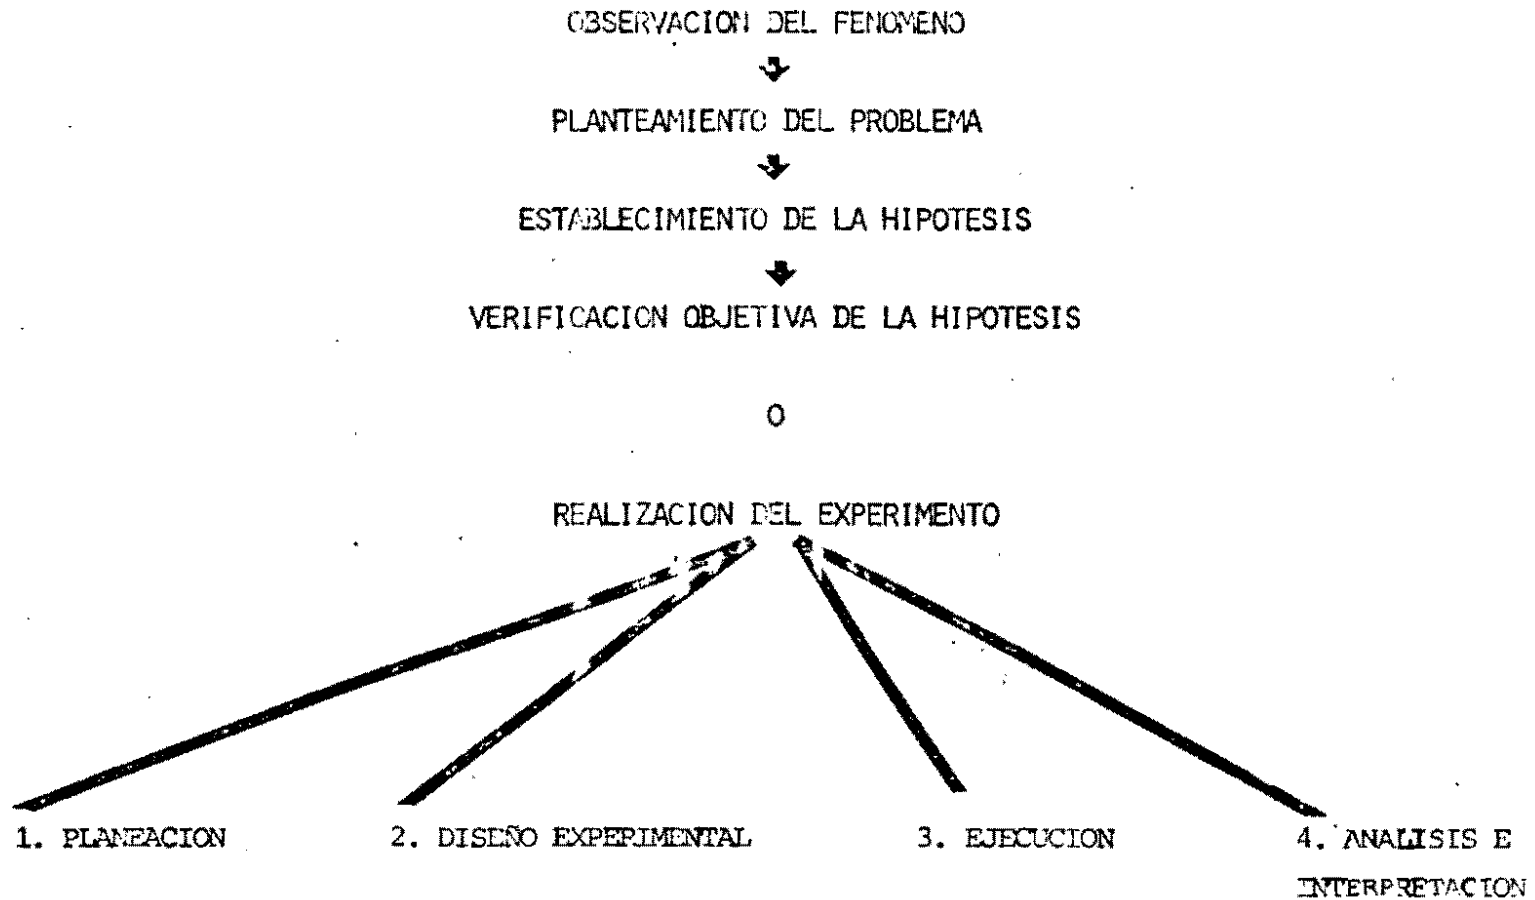 OBSERVACION DEL FENOMENO
PLANTEAMIENTO DEL PROBLEMA
ESTABLECIMIENTO DE LA HIPOTESIS
VERIFICACION OBJETIVA DE LA HIPOTESIS
O
REALIZACION DEL EXPERIMENTO
1. PLANEACION
2. DISEÑO EXPERIMENTAL
3. EJECUCION
4. ANALISIS E
INTERPRETACION